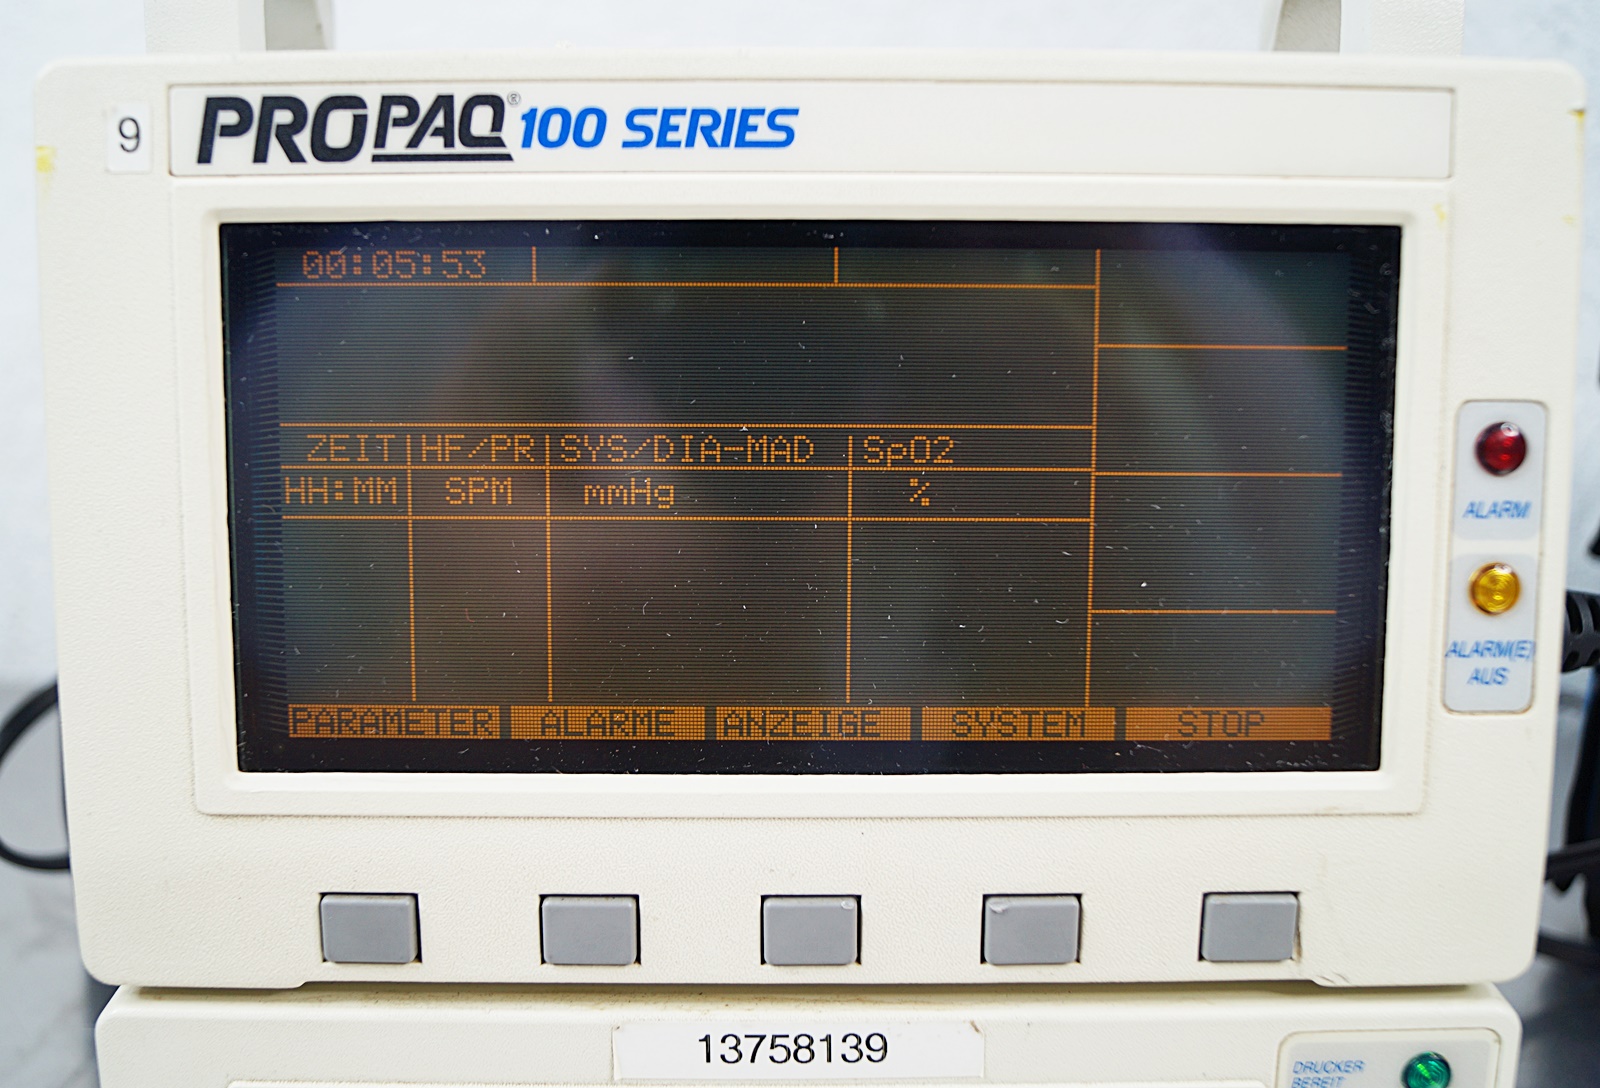 9
PROPAQ® 100 SERIES
00:05:53
ZEIT HF/PR SYS/DIA-MAD SpO2
HH:MM SPM mmHg %
PARAMETER ALARME ANZEIGE SYSTEM STOP
ALARM
ALARM(E)
AUS
13758139
DRUCKER
BEREIT